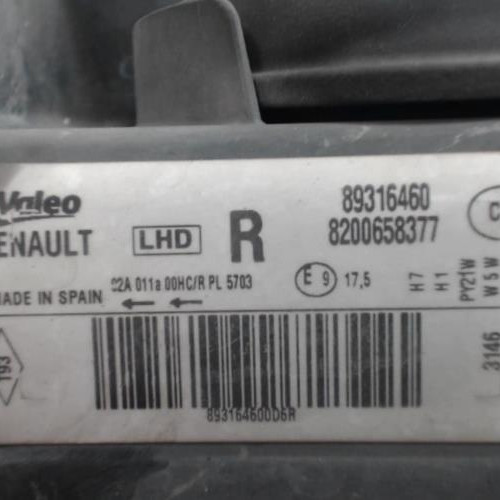 Valeo
RENAULT
LHD
R
89316460
8200658377
02A 011a 00HC/R PL 5703
E 9
17,5
H7
H1
PY21W
W5W
MADE IN SPAIN
193
3146
89316460006R